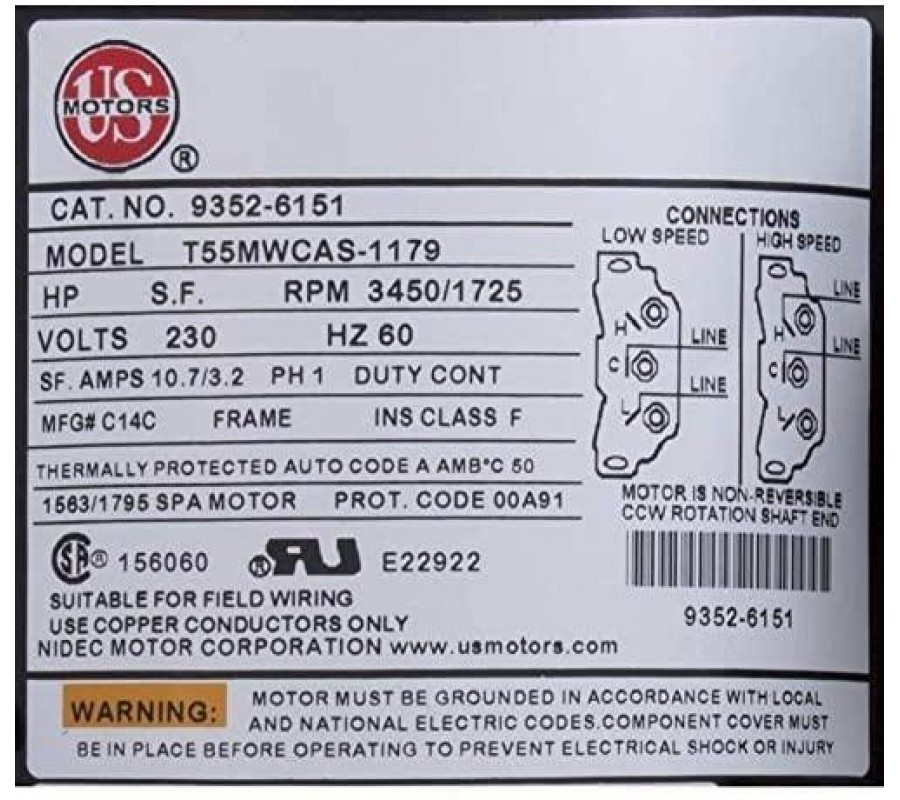 US
MOTORS
®
CAT. NO. 9352-6151
MODEL T55MWCAS-1179
HP S.F. RPM 3450/1725
VOLTS 230 HZ 60
SF. AMPS 10.7/3.2 PH 1 DUTY CONT
MFG# C14C FRAME INS CLASS F
THERMALLY PROTECTED AUTO CODE A AMB°C 50
1563/1795 SPA MOTOR PROT. CODE 00A91
CONNECTIONS
LOW SPEED
H
C
L
LINE
LINE
HIGH SPEED
H
C
L
LINE
LINE
MOTOR IS NON-REVERSIBLE
CCW ROTATION SHAFT END
9352-6151
SA ® 156060 ® RU E22922
SUITABLE FOR FIELD WIRING
USE COPPER CONDUCTORS ONLY
NIDEC MOTOR CORPORATION www.usmotors.com
WARNING: MOTOR MUST BE GROUNDED IN ACCORDANCE WITH LOCAL
AND NATIONAL ELECTRIC CODES.COMPONENT COVER MUST
BE IN PLACE BEFORE OPERATING TO PREVENT ELECTRICAL SHOCK OR INJURY